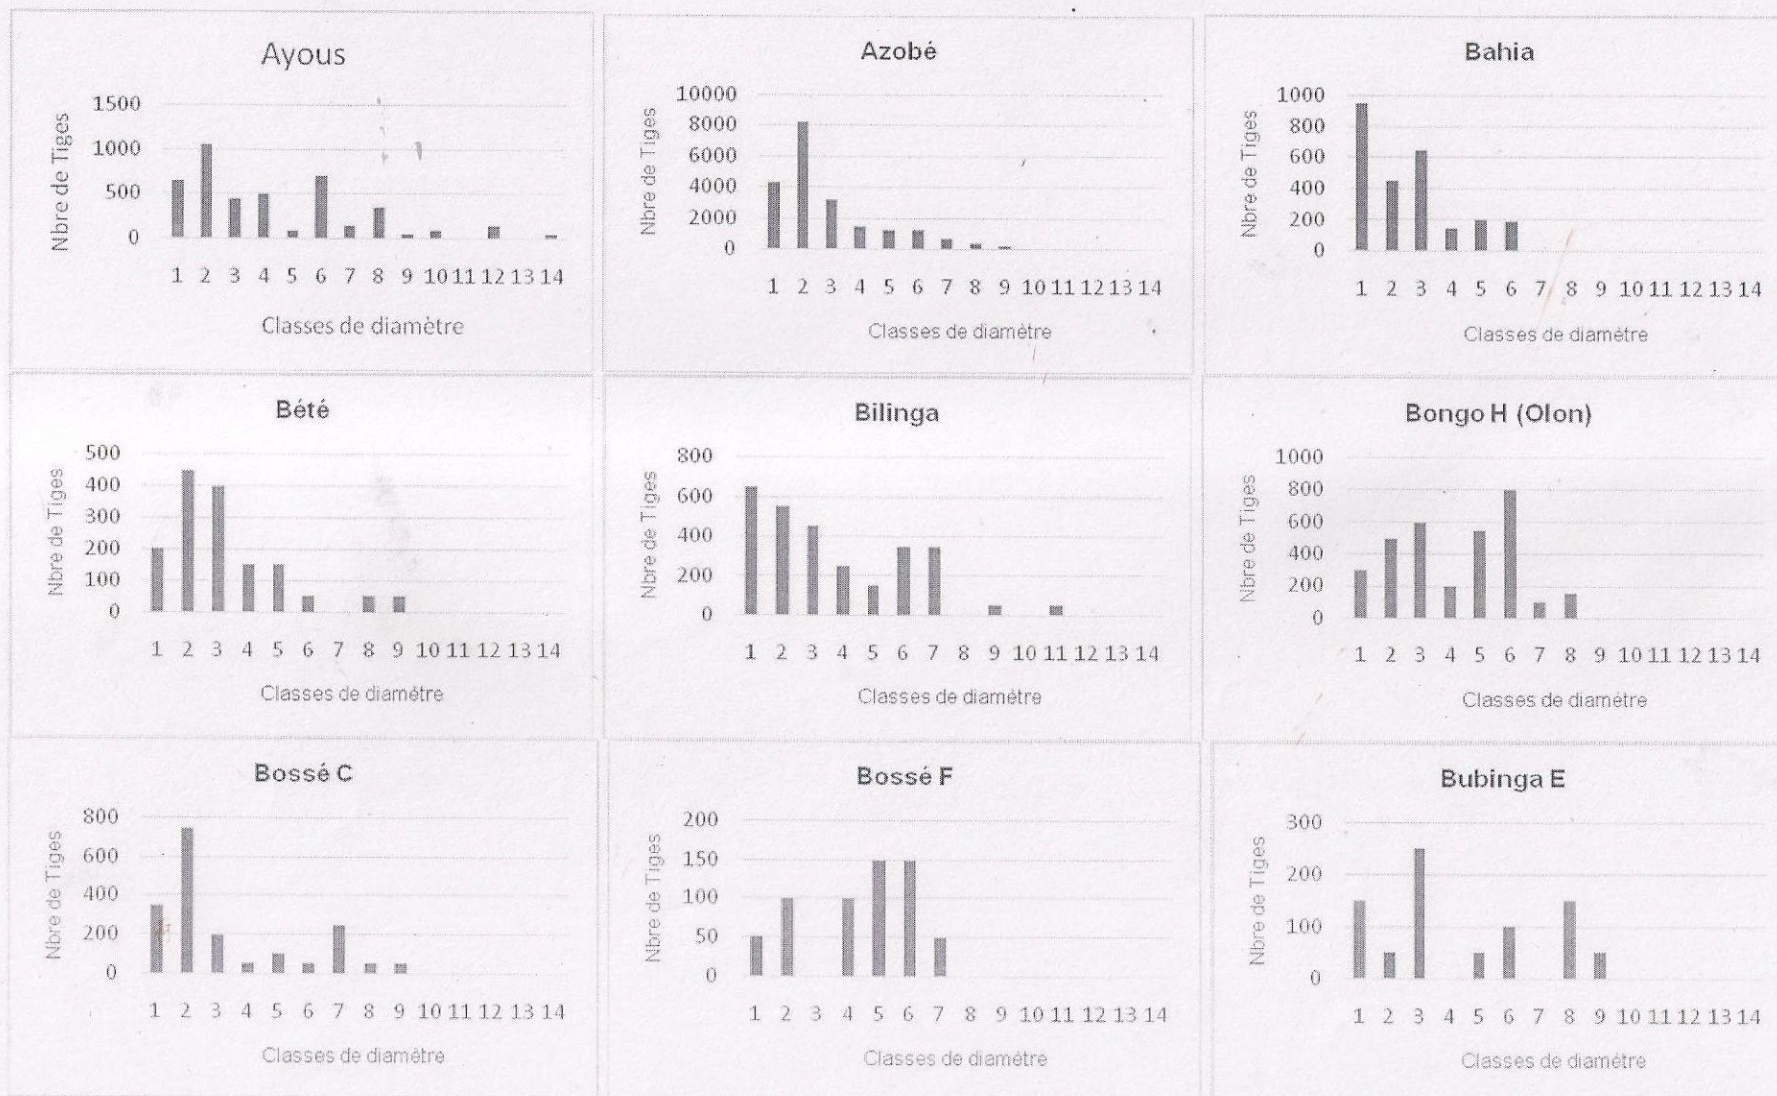 Ayous
Nbre de Tiges
1500
1000
500
0
1 2 3 4 5 6 7 8 9 10 11 12 13 14
Classes de diamètre
Azobé
Nbre de Tiges
10000
8000
6000
4000
2000
0
1 2 3 4 5 6 7 8 9 10 11 12 13 14
Classes de diamètre
Bahia
Nbre de Tiges
1000
800
600
400
200
0
1 2 3 4 5 6 7 8 9 10 11 12 13 14
Classes de diamètre
Bété
Nbre de Tiges
500
400
300
200
100
0
1 2 3 4 5 6 7 8 9 10 11 12 13 14
Classes de diamètre
Bilinga
Nbre de Tiges
800
600
400
200
0
1 2 3 4 5 6 7 8 9 10 11 12 13 14
Classes de diamètre
Bongo H (Olon)
Nbre de Tiges
1000
800
600
400
200
0
1 2 3 4 5 6 7 8 9 10 11 12 13 14
Classes de diamètre
Bossé C
Nbre de Tiges
800
600
400
200
0
1 2 3 4 5 6 7 8 9 10 11 12 13 14
Classes de diamètre
Bossé F
Nbre de Tiges
200
150
100
50
0
1 2 3 4 5 6 7 8 9 10 11 12 13 14
Classes de diamètre
Bubinga E
Nbre de Tiges
300
200
100
0
1 2 3 4 5 6 7 8 9 10 11 12 13 14
Classes de diamètre